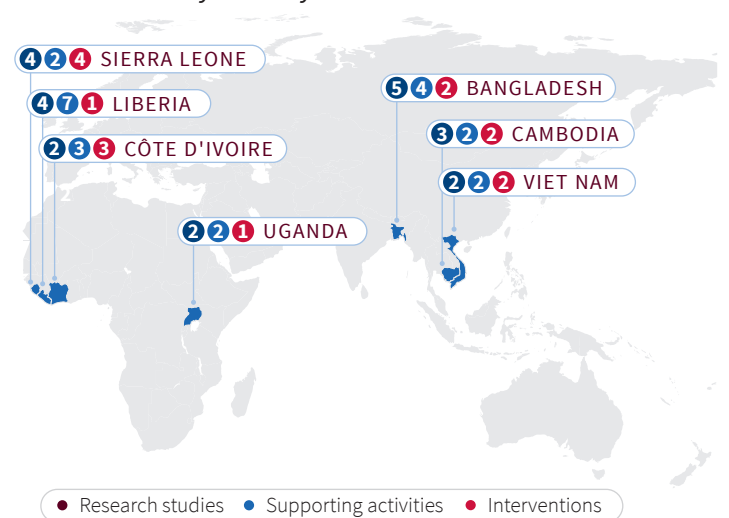 4 2 4 SIERRA LEONE
4 7 1 LIBERIA
2 3 3 CÔTE D'IVOIRE
2 2 1 UGANDA
5 4 2 BANGLADESH
3 2 2 CAMBODIA
2 2 2 VIET NAM
Research studies
Supporting activities
Interventions